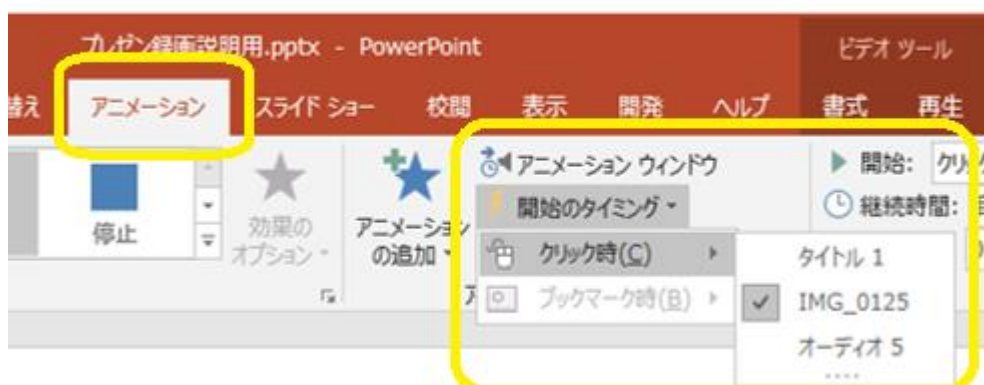 プレゼン録画説明用.pptx - PowerPoint
ビデオ ツール
替え アニメーション スライド ショー 校閲 表示 開発 ヘルプ 書式 再生
停止
効果の
オプション
アニメーション
の追加
アニメーション ウィンドウ
開始のタイミング
クリック時(C)
ブックマーク時(B)
タイトル 1
IMG_0125
オーディオ 5
開始: クリッ
継続時間: